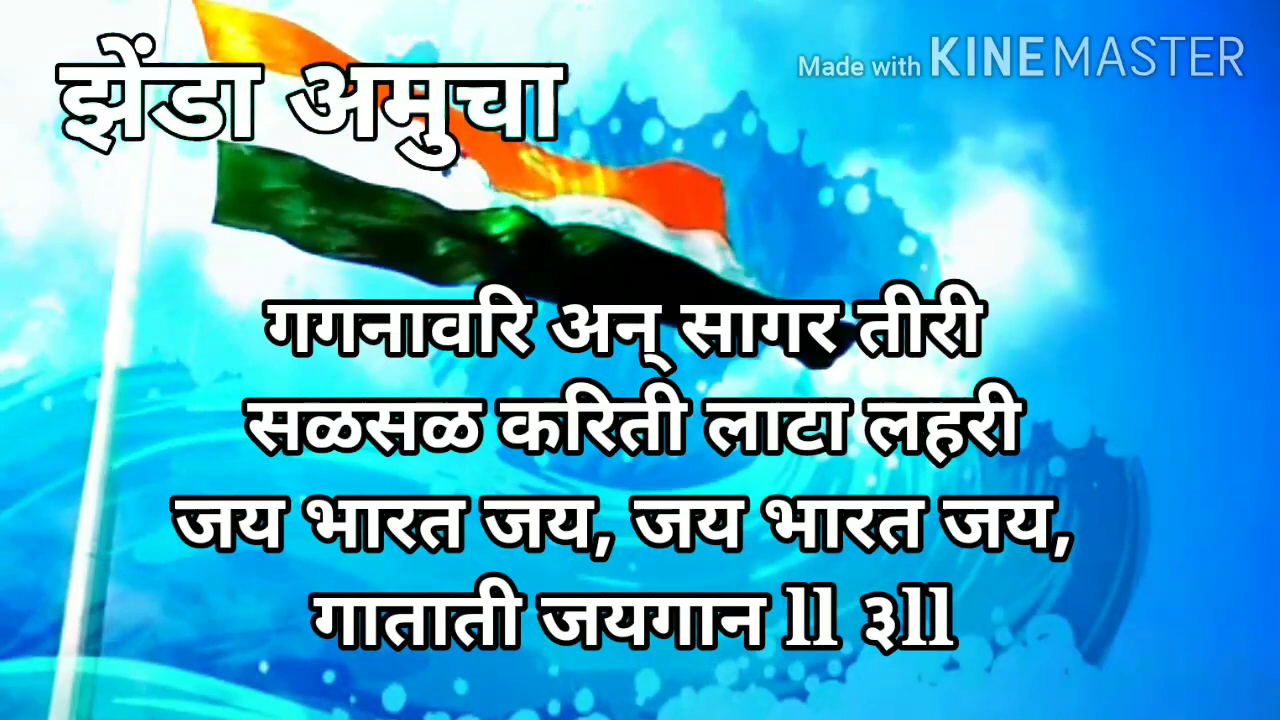 झेंडा अमुचा
Made with KINEMASTER
गगनावरि अन् सागर तीरी
सळसळ करिती लाटा लहरी
जय भारत जय, जय भारत जय,
गाताती जयगान ll ३ll